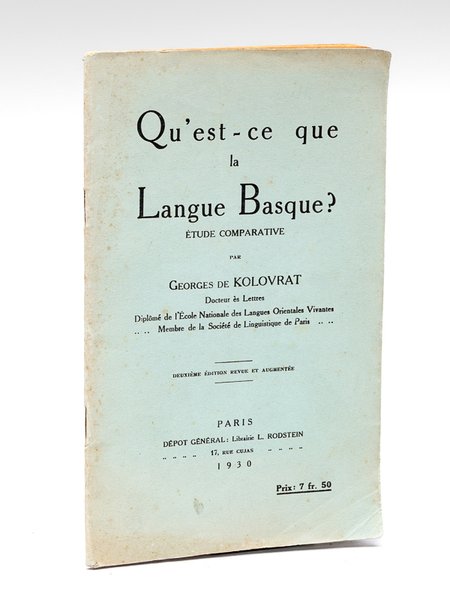 Qu'est-ce que
la
Langue Basque?
ÉTUDE COMPARATIVE
PAR
GEORGES DE KOLOVRAT
Docteur ès Lettres
Diplômé de l'École Nationale des Langues Orientales Vivantes
.. .. Membre de la Société de Linguistique de Paris .. ..
DEUXIÈME ÉDITION REVUE ET AUGMENTÉE
PARIS
DÉPOT GÉNÉRAL: Librairie L. RODSTEIN
" " " " 17, RUE CUJAS " " " "
1930
Prix: 7 fr. 50